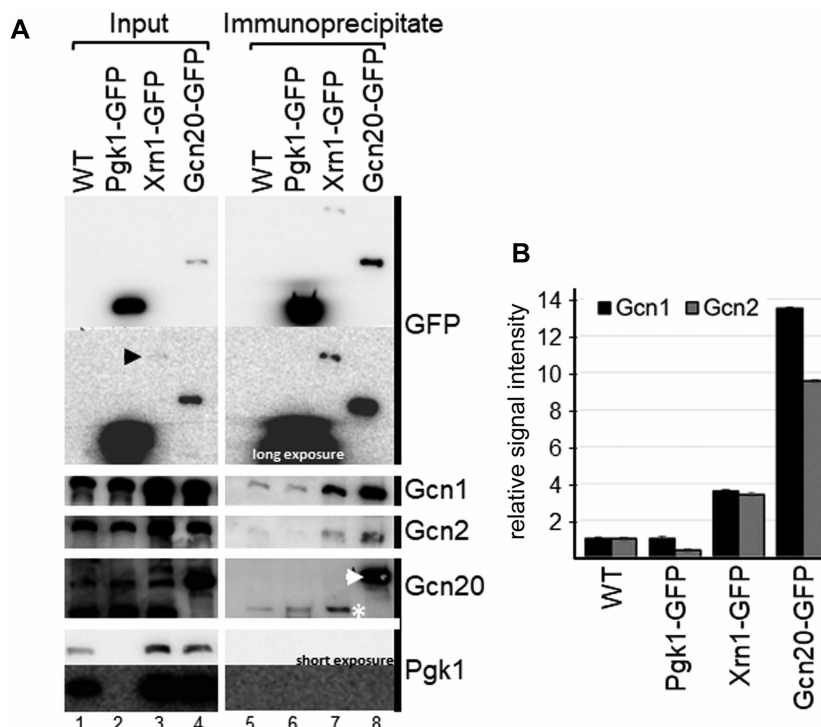 A
Input
Immunoprecipitate
WT
Pgk1-GFP
Xrn1-GFP
Gcn20-GFP
WT
Pgk1-GFP
Xrn1-GFP
Gcn20-GFP
GFP
long exposure
Gcn1
Gcn2
Gcn20
*
short exposure
Pgk1
1 2 3 4 5 6 7 8
B
relative signal intensity
14
12
10
8
6
4
2
Gcn1 Gcn2
WT
Pgk1-GFP
Xrn1-GFP
Gcn20-GFP